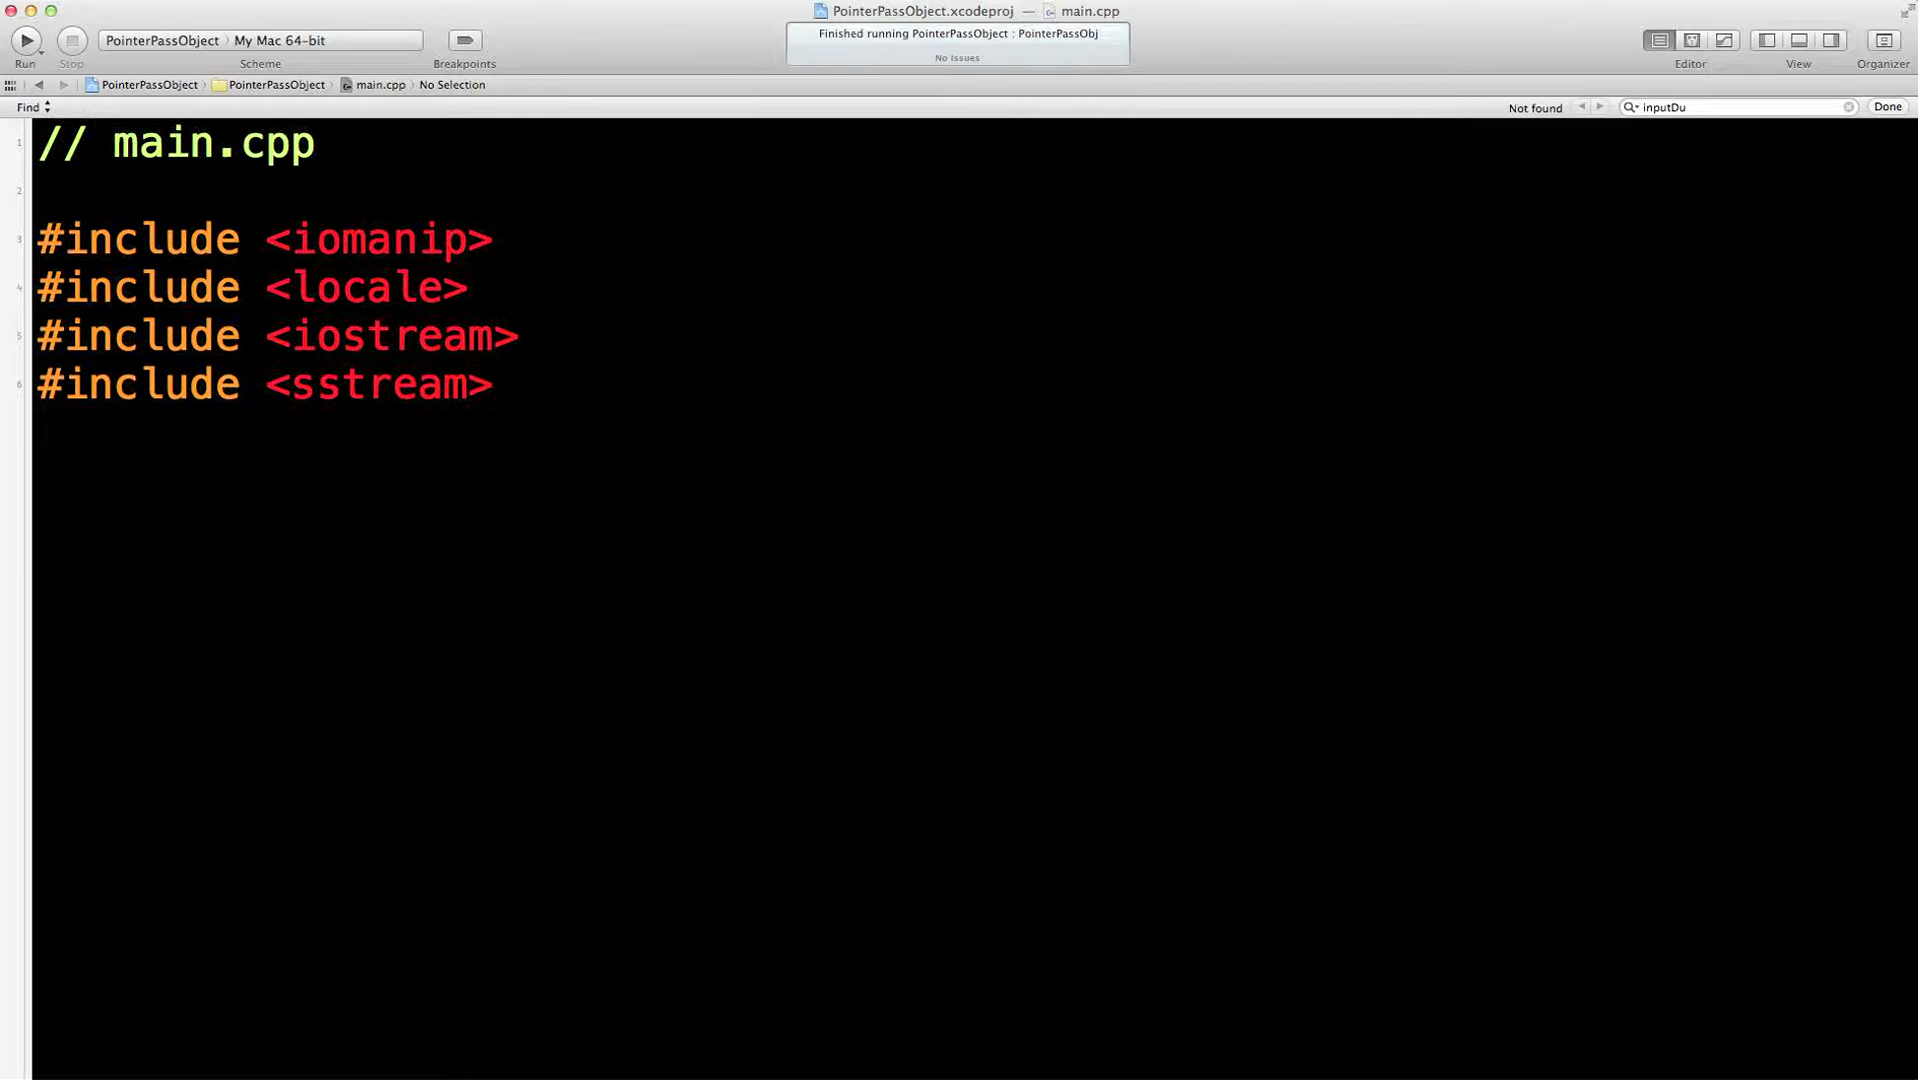 PointerPassObject.xcodeproj — main.cpp
PointerPassObject 〉 My Mac 64-bit
Finished running PointerPassObject : PointerPassObj
No Issues
Run Stop Scheme Breakpoints Editor View Organizer
PointerPassObject 〉 PointerPassObject 〉 main.cpp 〉 No Selection
Find Not found inputDu Done
1 // main.cpp
2
3 #include <iomanip>
4 #include <locale>
5 #include <iostream>
6 #include <sstream>